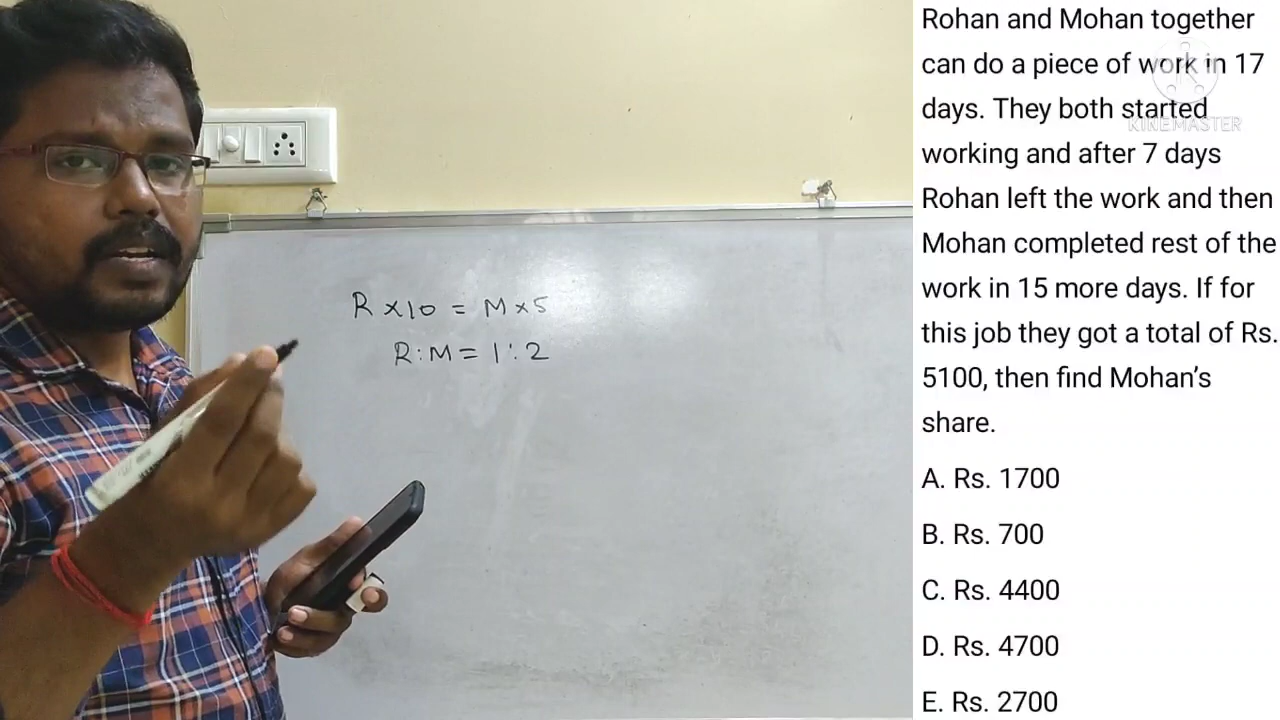 R × 10 = M × 5
R : M = 1 : 2
Rohan and Mohan together
can do a piece of work in 17
days. They both started
working and after 7 days
Rohan left the work and then
Mohan completed rest of the
work in 15 more days. If for
this job they got a total of Rs.
5100, then find Mohan’s
share.
A. Rs. 1700
B. Rs. 700
C. Rs. 4400
D. Rs. 4700
E. Rs. 2700
KINEMASTER